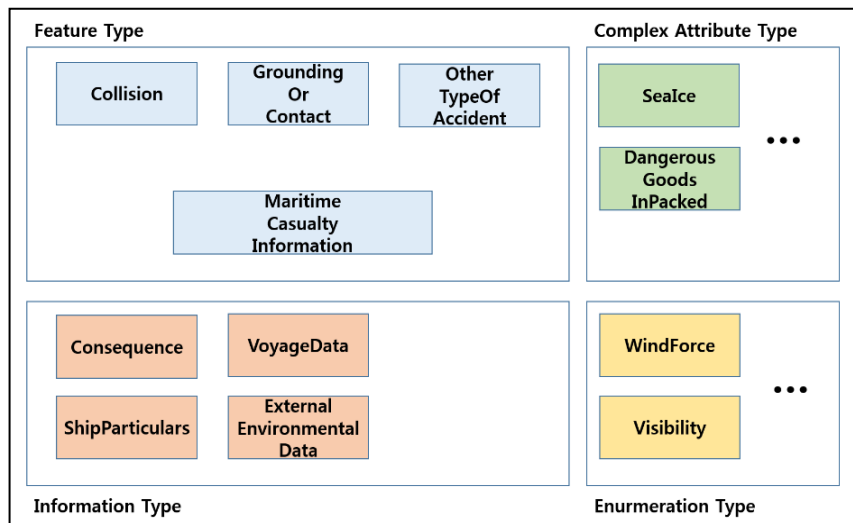 Feature Type
Collision
Grounding
Or
Contact
Other
TypeOf
Accident
Maritime
Casualty
Information
Complex Attribute Type
SeaIce
Dangerous
Goods
InPacked
...
Consequence
VoyageData
ShipParticulars
External
Environmental
Data
Information Type
WindForce
Visibility
...
Enurmeration Type